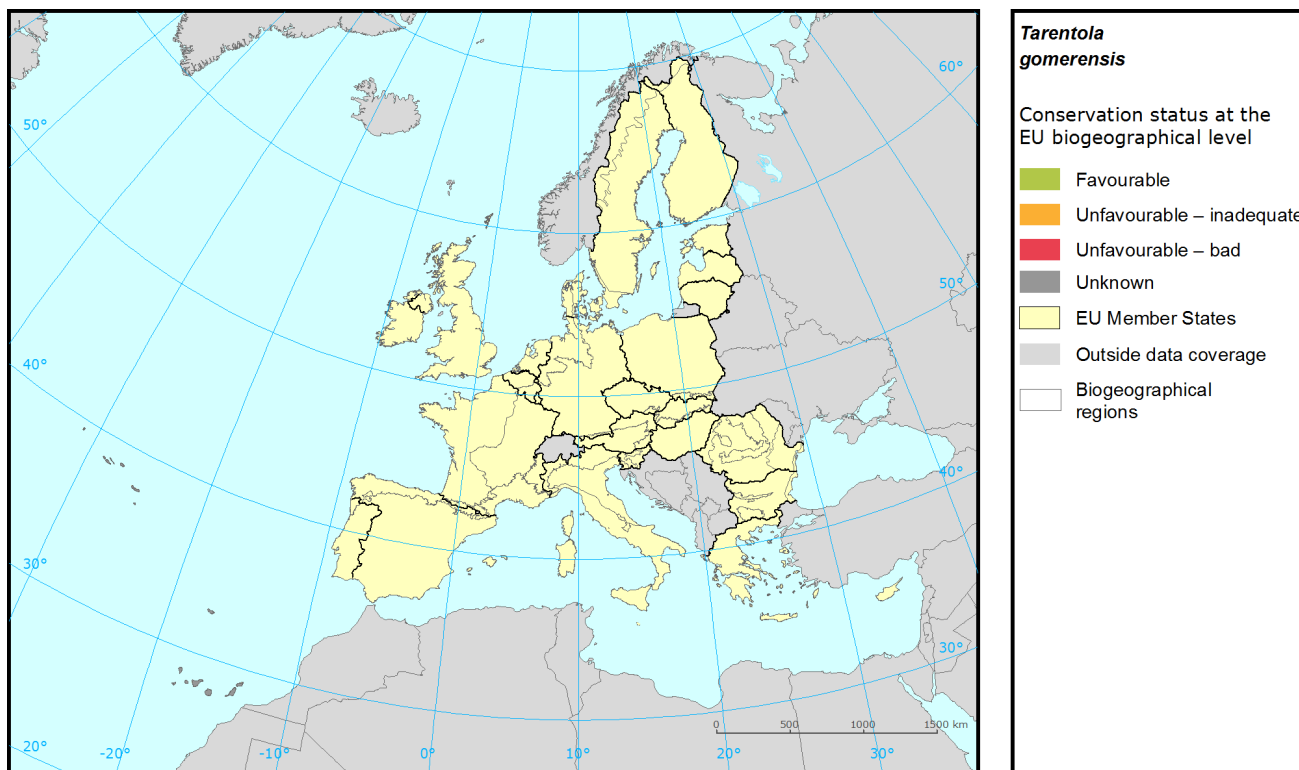 Tarentola
gomerensis
Conservation status at the
EU biogeographical level
Favourable
Unfavourable – inadequate
Unfavourable – bad
Unknown
EU Member States
Outside data coverage
Biogeographical
regions
60°
50°
50°
40°
40°
30°
30°
0 500 1000 1500 km
20° -20° -10° 0° 10° 20° 30°